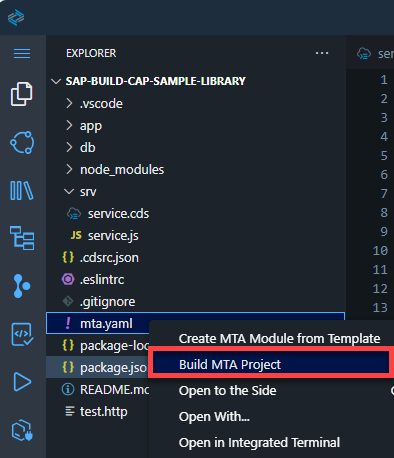 EXPLORER
ser
SAP-BUILD-CAP-SAMPLE-LIBRARY
1
.vscode
2
app
3
db
4
node_modules
5
srv
6
service.cds
7
JS service.js
8
{ } .cdsrc.json
9
.eslintrc
10
.gitignore
11
! mta.yaml
12
{ } package-loc
13
Create MTA Module from Template
{ } package.jso
Build MTA Project
README.md
Open to the Side
test.http
Open With...
Open in Integrated Terminal